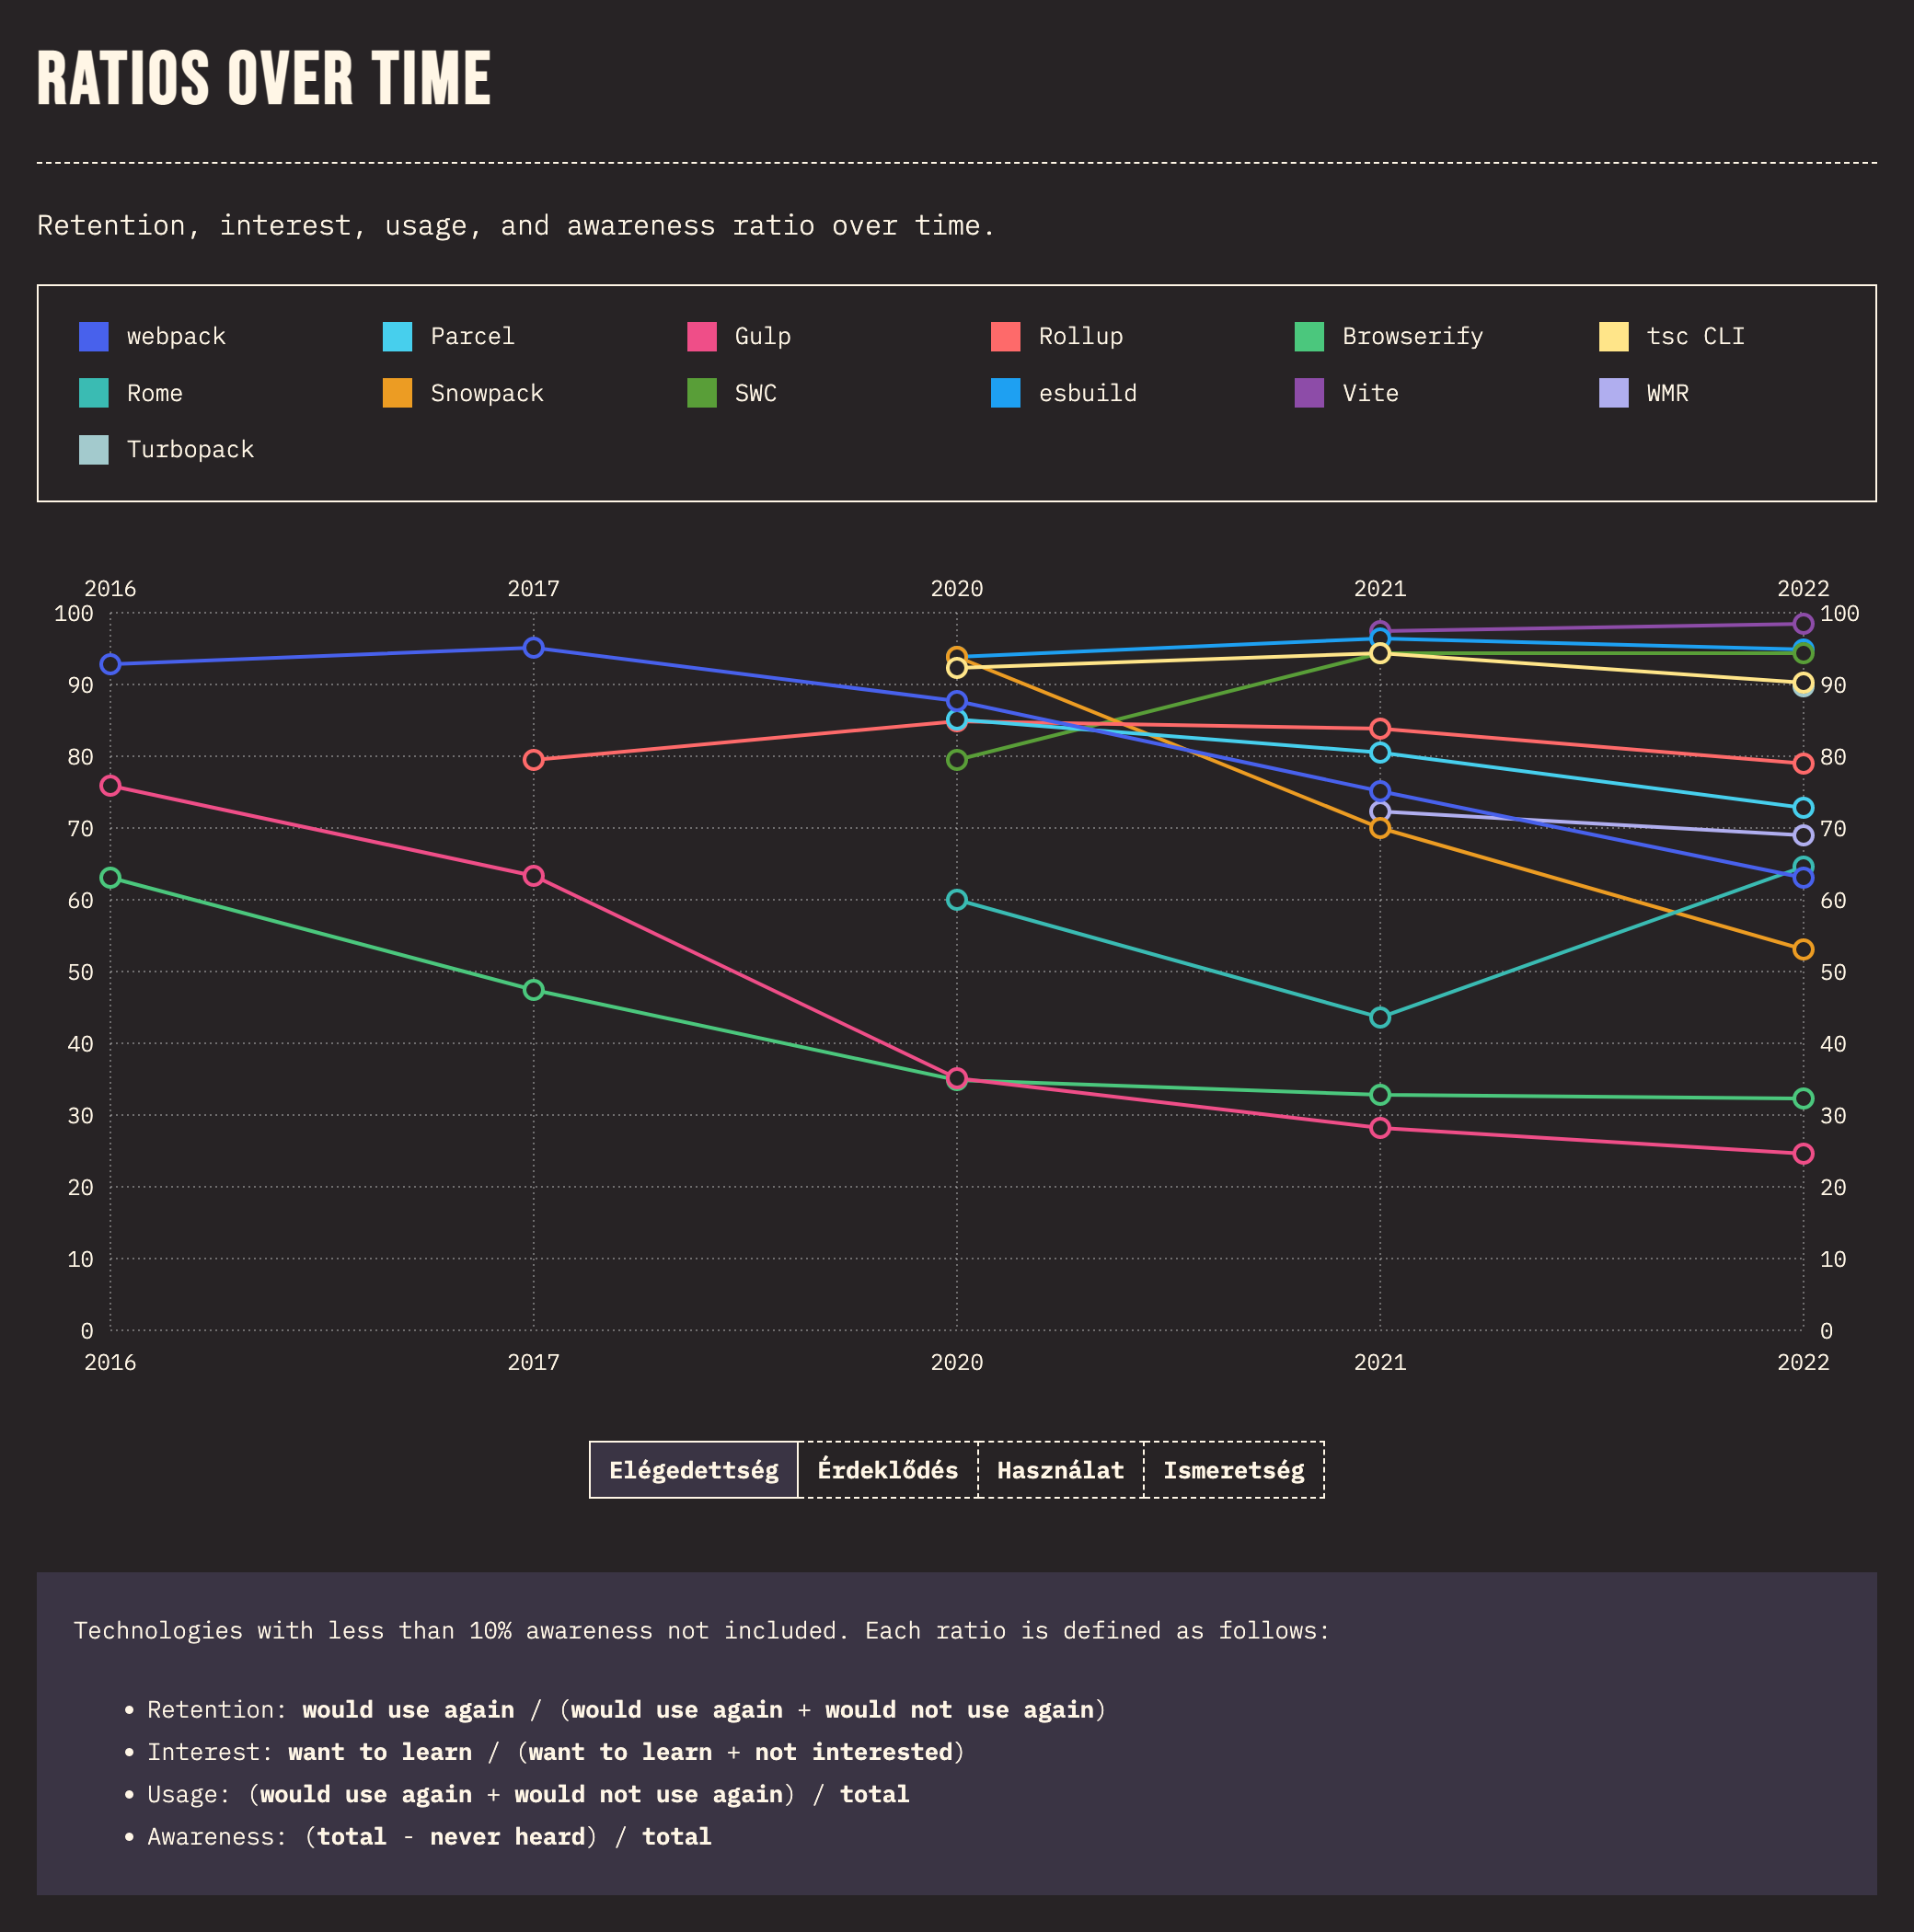 RATIOS OVER TIME
Retention, interest, usage, and awareness ratio over time.
webpack Parcel Gulp Rollup Browserify tsc CLI
Rome Snowpack SWC esbuild Vite WMR
Turbopack
2016 2017 2020 2021 2022
100 100
90 90
80 80
70 70
60 60
50 50
40 40
30 30
20 20
10 10
0 0
2016 2017 2020 2021 2022
Elégedettség Érdeklődés Használat Ismeretség
Technologies with less than 10% awareness not included. Each ratio is defined as follows:
• Retention: would use again / (would use again + would not use again)
• Interest: want to learn / (want to learn + not interested)
• Usage: (would use again + would not use again) / total
• Awareness: (total - never heard) / total